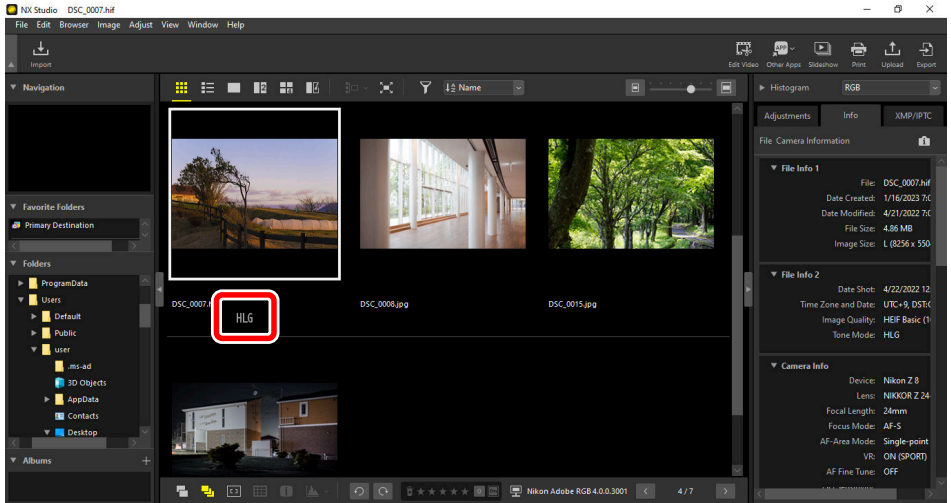 NX Studio DSC_0007.hif
File Edit Browser Image Adjust View Window Help
Import
Edit Video Other Apps Slideshow Print Upload Export
APP
Navigation
Name
Histogram RGB
Adjustments Info XMP/IPTC
File Camera Information
File Info 1
File: DSC_0007.hif
Date Created: 1/16/2023 7:0
Date Modified: 4/21/2022 7:0
File Size: 4.86 MB
Image Size: L (8256 x 550
File Info 2
Date Shot: 4/22/2022 12
Time Zone and Date: UTC+9, DST:0
Image Quality: HEIF Basic (1
Tone Mode: HLG
Camera Info
Device: Nikon Z 8
Lens: NIKKOR Z 24-
Focal Length: 24mm
Focus Mode: AF-S
AF-Area Mode: Single-point
VR: ON (SPORT)
AF Fine Tune: OFF
Favorite Folders
Primary Destination
Folders
ProgramData
Users
Default
Public
user
.ms-ad
3D Objects
AppData
Contacts
Desktop
Albums
DSC_0007.h
HLG
DSC_0008.jpg
DSC_0015.jpg
Nikon Adobe RGB 4.0.0.3001
4 / 7